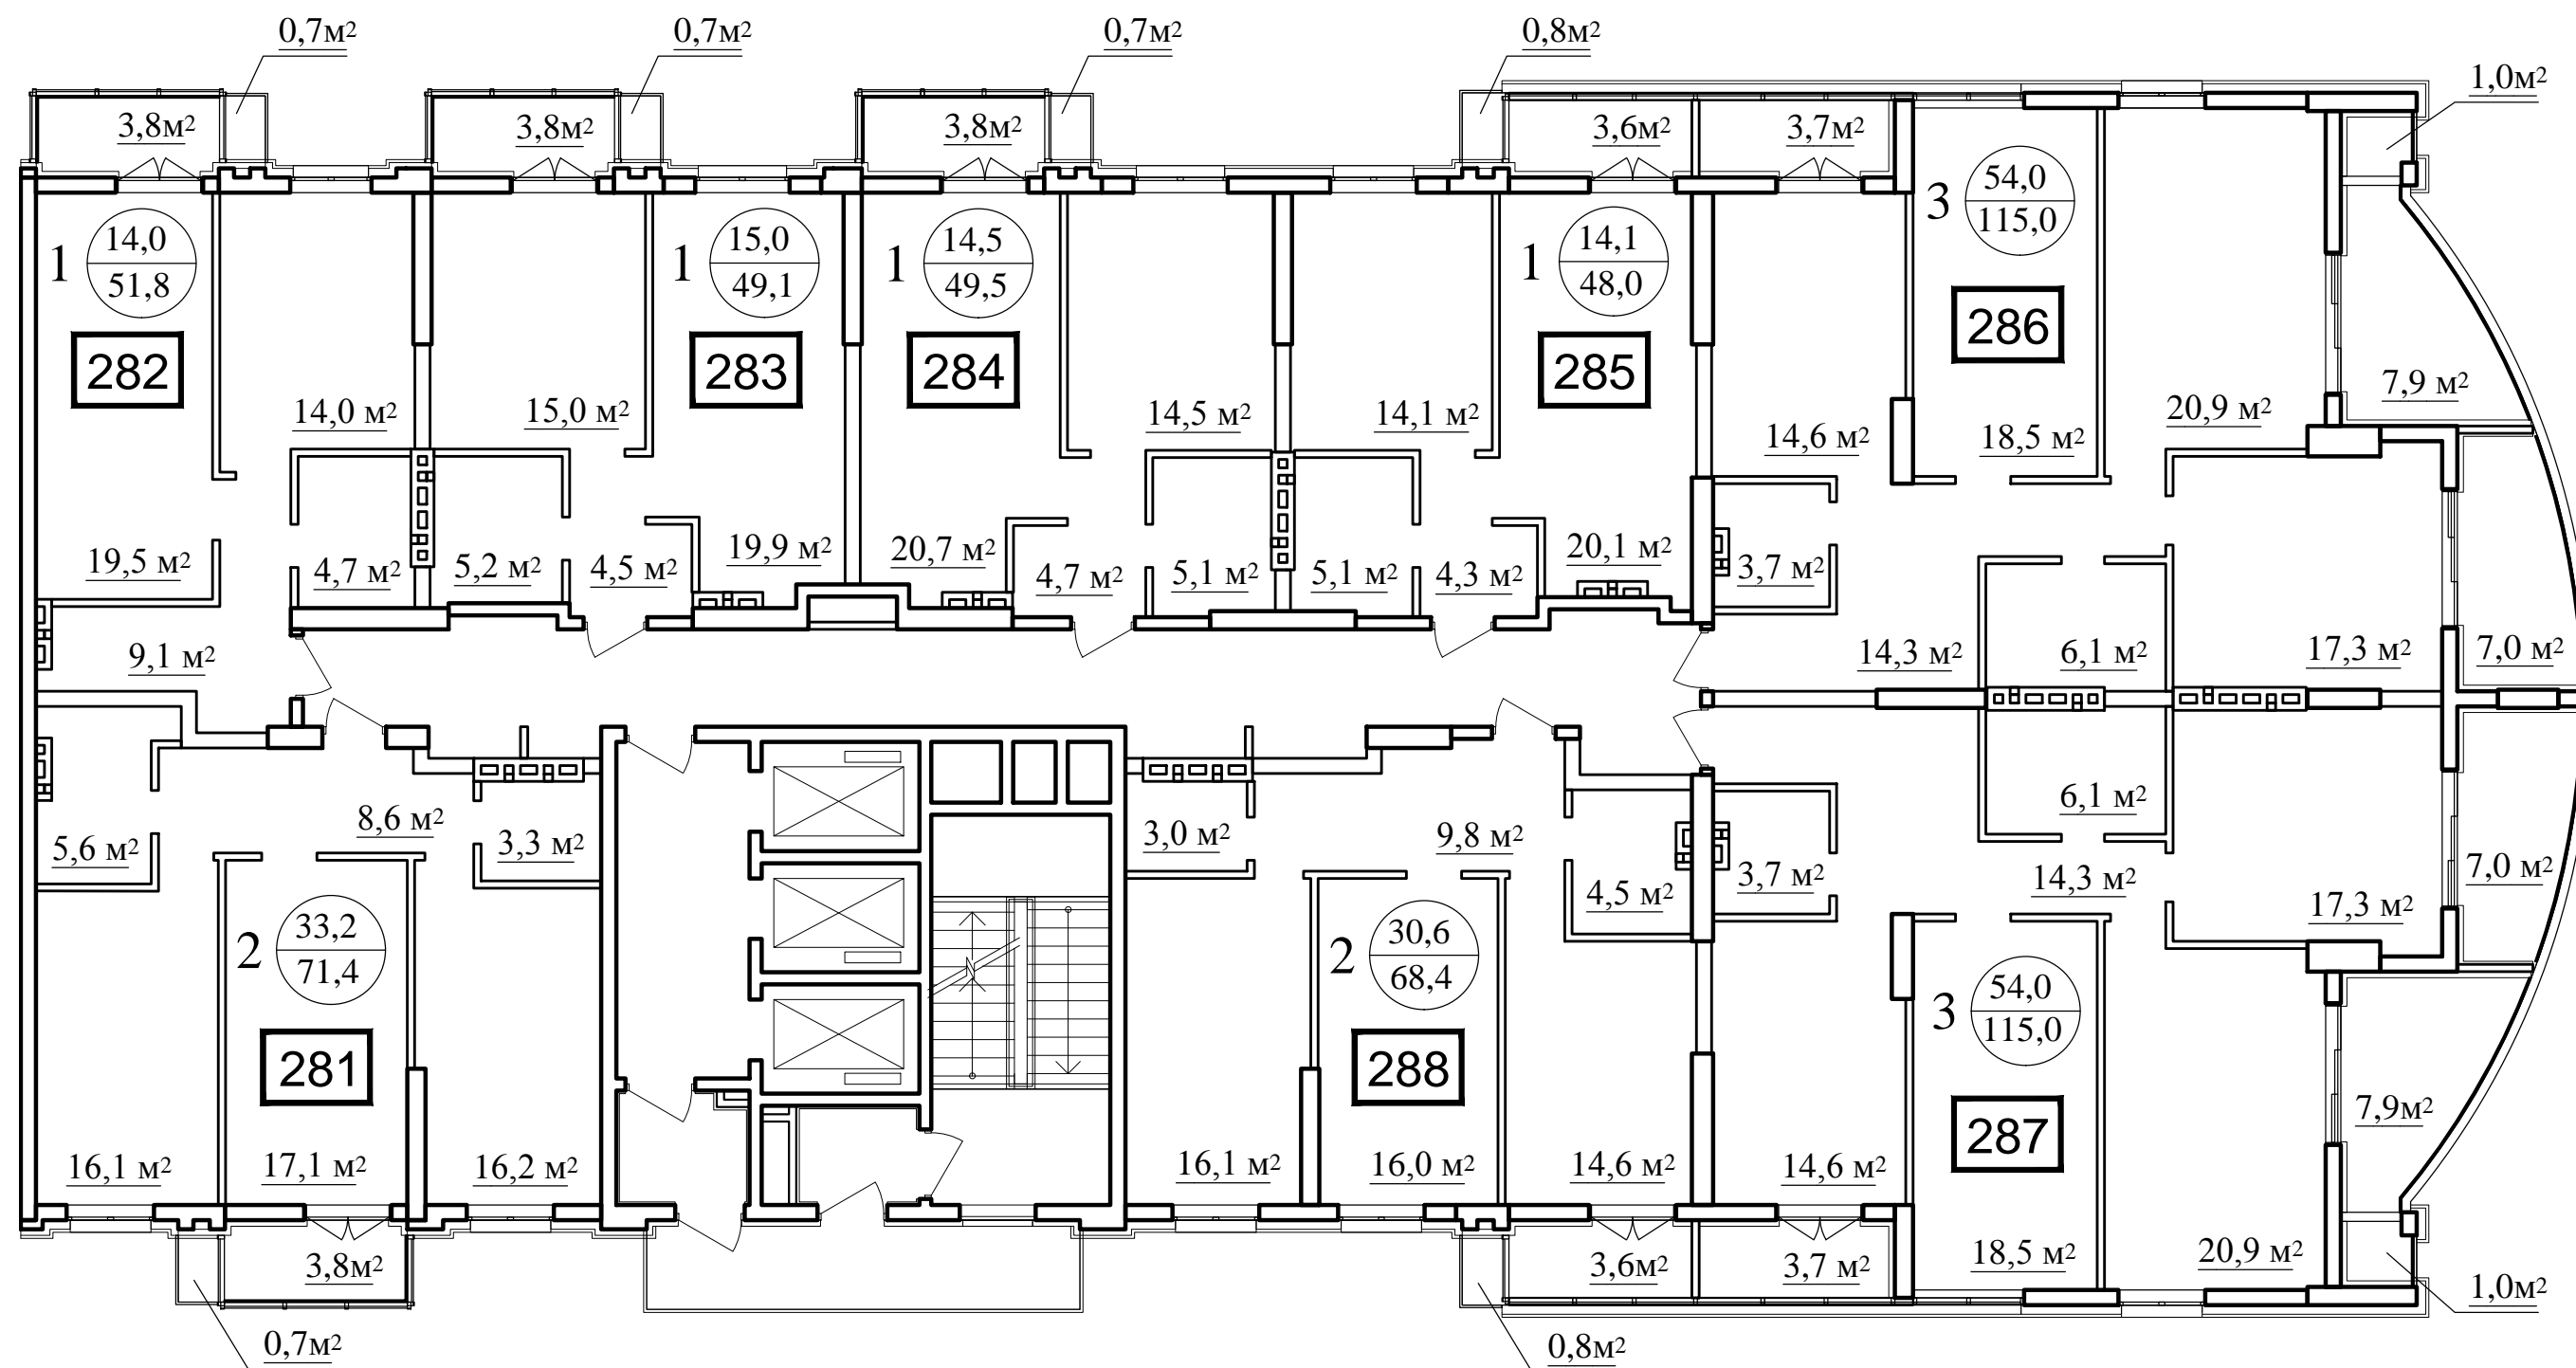 0,7м²
0,7м²
0,7м²
0,8м²
1,0м²
3,8м²
3,8м²
3,8м²
3,6м²
3,7м²
1
14,0
51,8
282
1
15,0
49,1
283
1
14,5
49,5
284
1
14,1
48,0
285
3
54,0
115,0
286
14,0 м²
15,0 м²
14,5 м²
14,1 м²
14,6 м²
18,5 м²
20,9 м²
7,9 м²
19,5 м²
4,7 м²
5,2 м²
4,5 м²
19,9 м²
20,7 м²
4,7 м²
5,1 м²
5,1 м²
4,3 м²
20,1 м²
3,7 м²
9,1 м²
14,3 м²
6,1 м²
17,3 м²
7,0 м²
5,6 м²
8,6 м²
3,3 м²
3,0 м²
9,8 м²
4,5 м²
3,7 м²
6,1 м²
14,3 м²
17,3 м²
7,0 м²
2
33,2
71,4
281
2
30,6
68,4
288
3
54,0
115,0
287
7,9м²
16,1 м²
17,1 м²
16,2 м²
16,1 м²
16,0 м²
14,6 м²
14,6 м²
3,8м²
3,6м²
3,7 м²
18,5 м²
20,9 м²
1,0м²
0,7м²
0,8м²